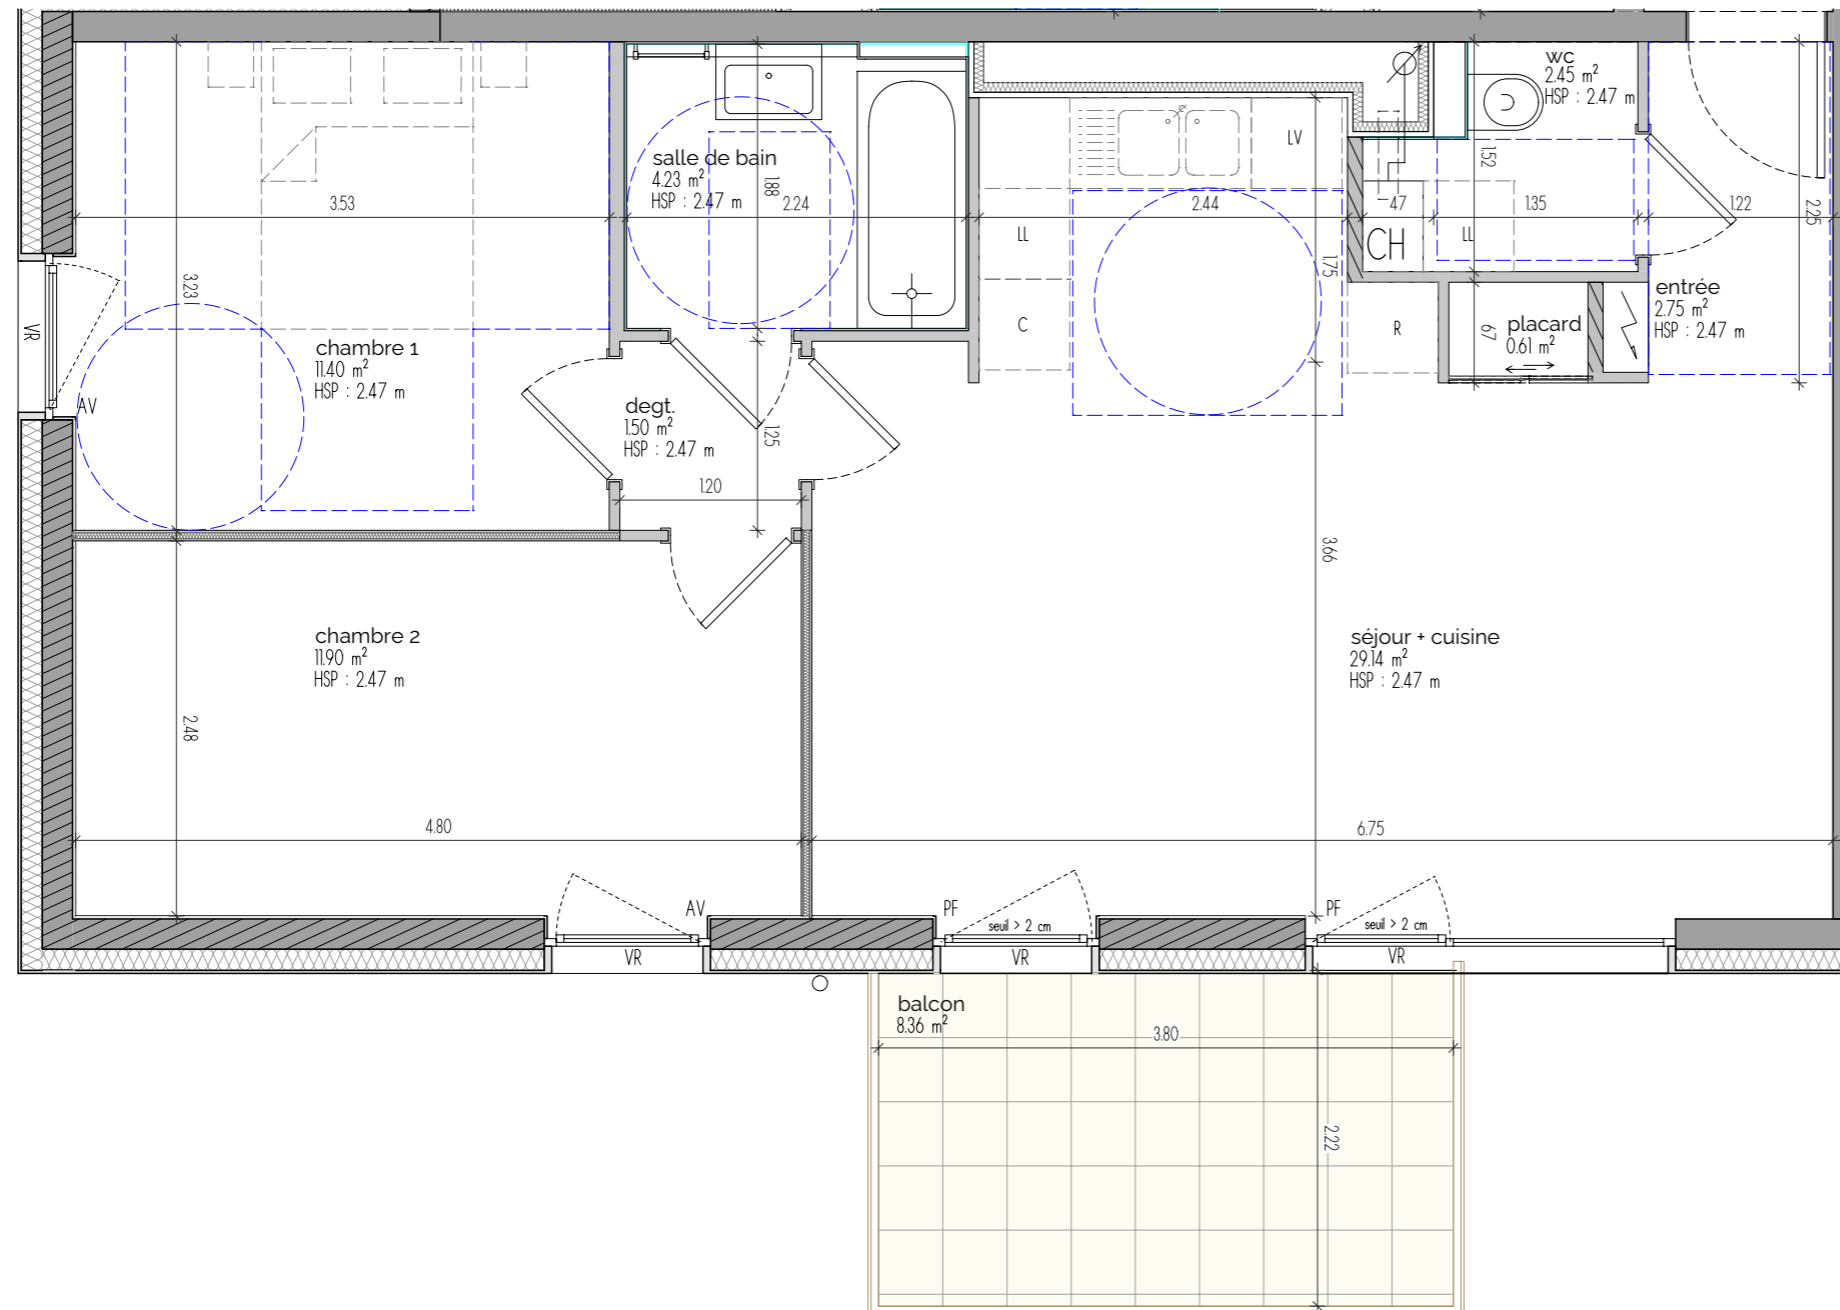 wc
2.45 m²
HSP : 2.47 m
salle de bain
4.23 m²
HSP : 2.47 m
1.88
2.24
3.53
3.23
LV
2.44
LL
C
1.75
R
47
CH
LL
1.35
1.52
1.22
2.25
entrée
2.75 m²
HSP : 2.47 m
placard
0.61 m²
67
chambre 1
11.40 m²
HSP : 2.47 m
VR
AV
degt.
1.50 m²
HSP : 2.47 m
1.25
1.20
3.66
chambre 2
11.90 m²
HSP : 2.47 m
séjour + cuisine
29.14 m²
HSP : 2.47 m
2.48
4.80
6.75
AV
VR
PF
seuil > 2 cm
VR
PF
seuil > 2 cm
VR
balcon
8.36 m²
3.80
2.22